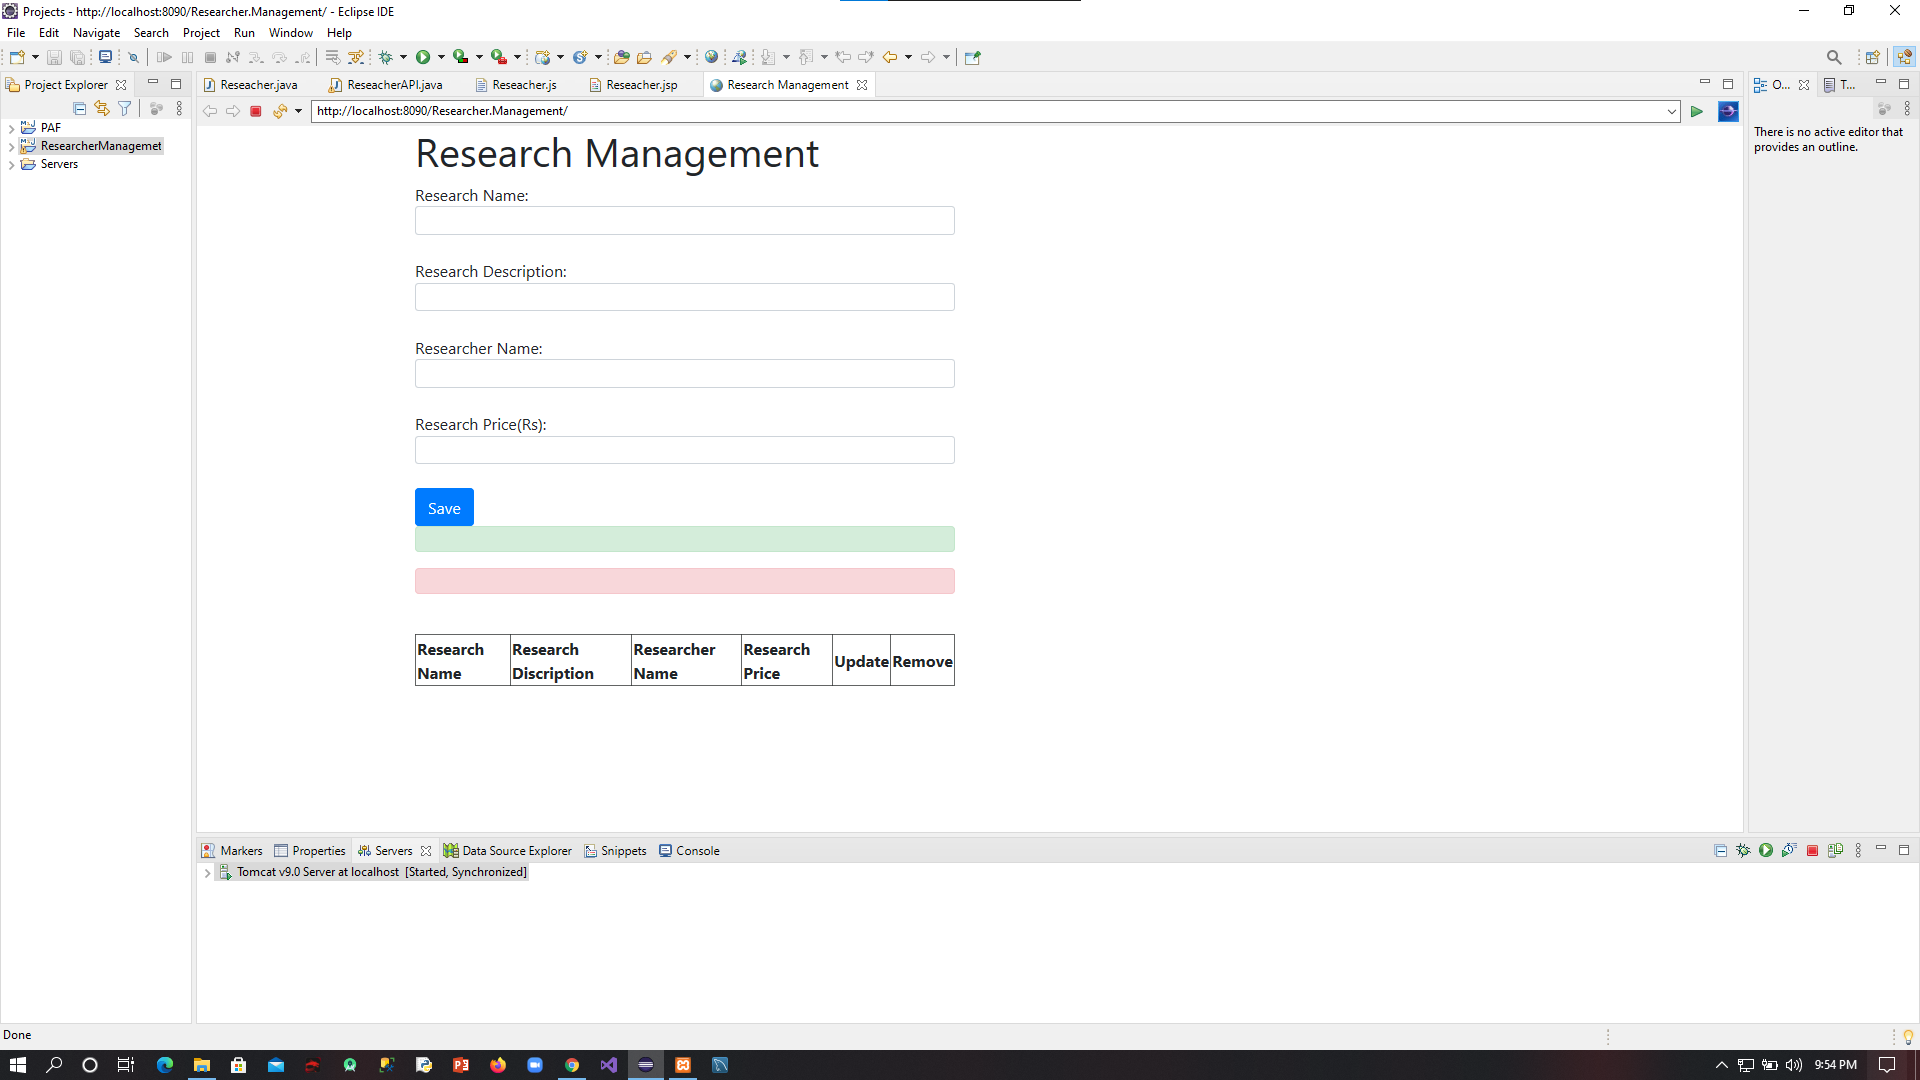 Projects - http://localhost:8090/Researcher.Management/ - Eclipse IDE
File Edit Navigate Search Project Run Window Help
Project Explorer
Reseacher.java
ReseacherAPI.java
Reseacher.js
Reseacher.jsp
Research Management
O...
T...
http://localhost:8090/Researcher.Management/
PAF
ResearcherManagemet
Servers
There is no active editor that
provides an outline.
Research Management
Research Name:
Research Description:
Researcher Name:
Research Price(Rs):
Save
Research Name
Research Discription
Researcher Name
Research Price
Update
Remove
Markers
Properties
Servers
Data Source Explorer
Snippets
Console
Tomcat v9.0 Server at localhost [Started, Synchronized]
Done
9:54 PM